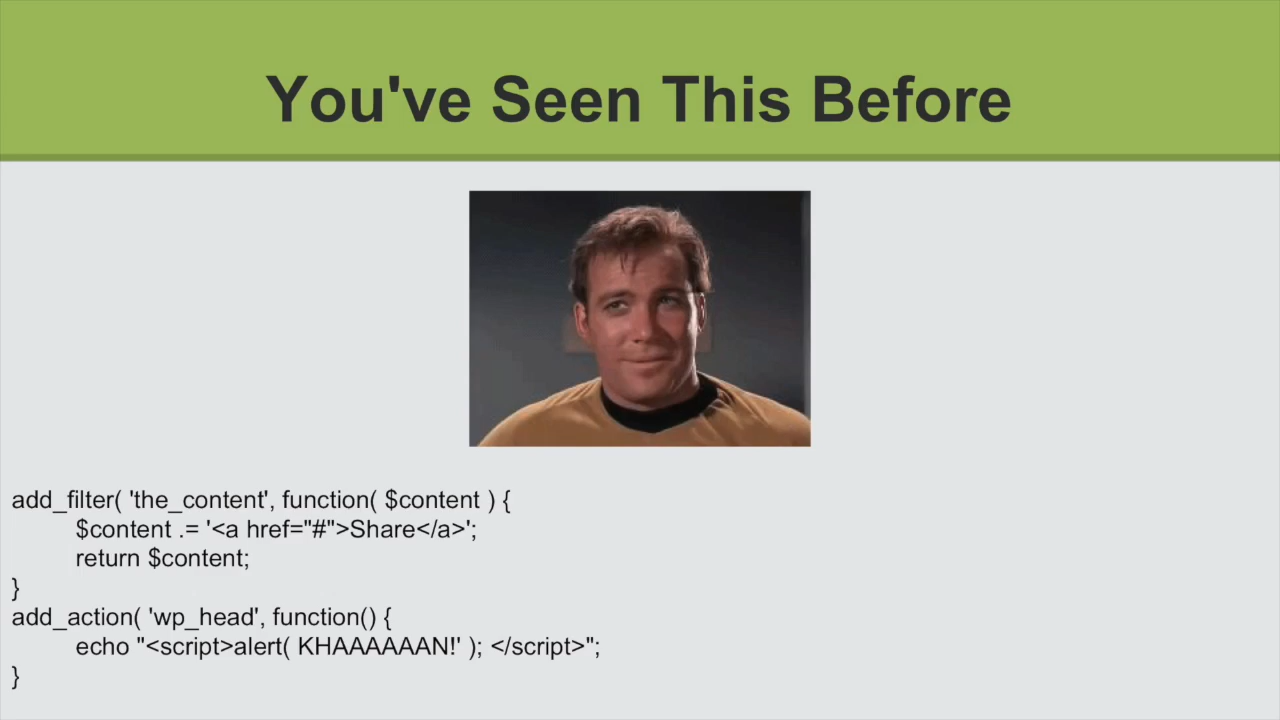 You've Seen This Before
add_filter( 'the_content', function( $content ) {
$content .= '<a href="#">Share</a>';
return $content;
}
add_action( 'wp_head', function() {
echo "<script>alert( KHAAAAAAN!' ); </script>";
}